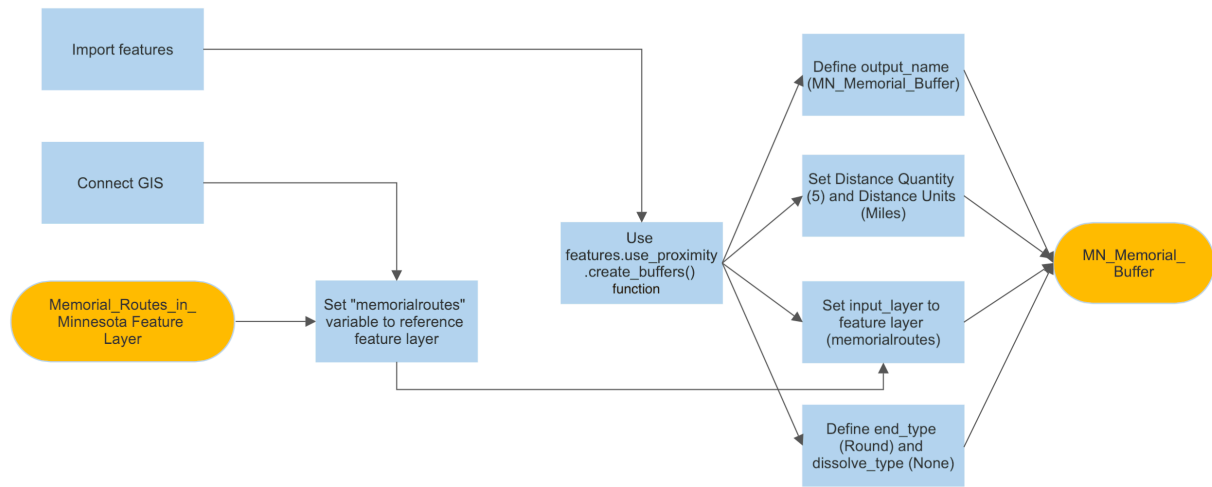 Import features
Connect GIS
Memorial_Routes_in_
Minnesota Feature
Layer
Set "memorialroutes"
variable to reference
feature layer
Use
features.use_proximity
.create_buffers()
function
Define output_name
(MN_Memorial_Buffer)
Set Distance Quantity
(5) and Distance Units
(Miles)
Set input_layer to
feature layer
(memorialroutes)
Define end_type
(Round) and
dissolve_type (None)
MN_Memorial_
Buffer